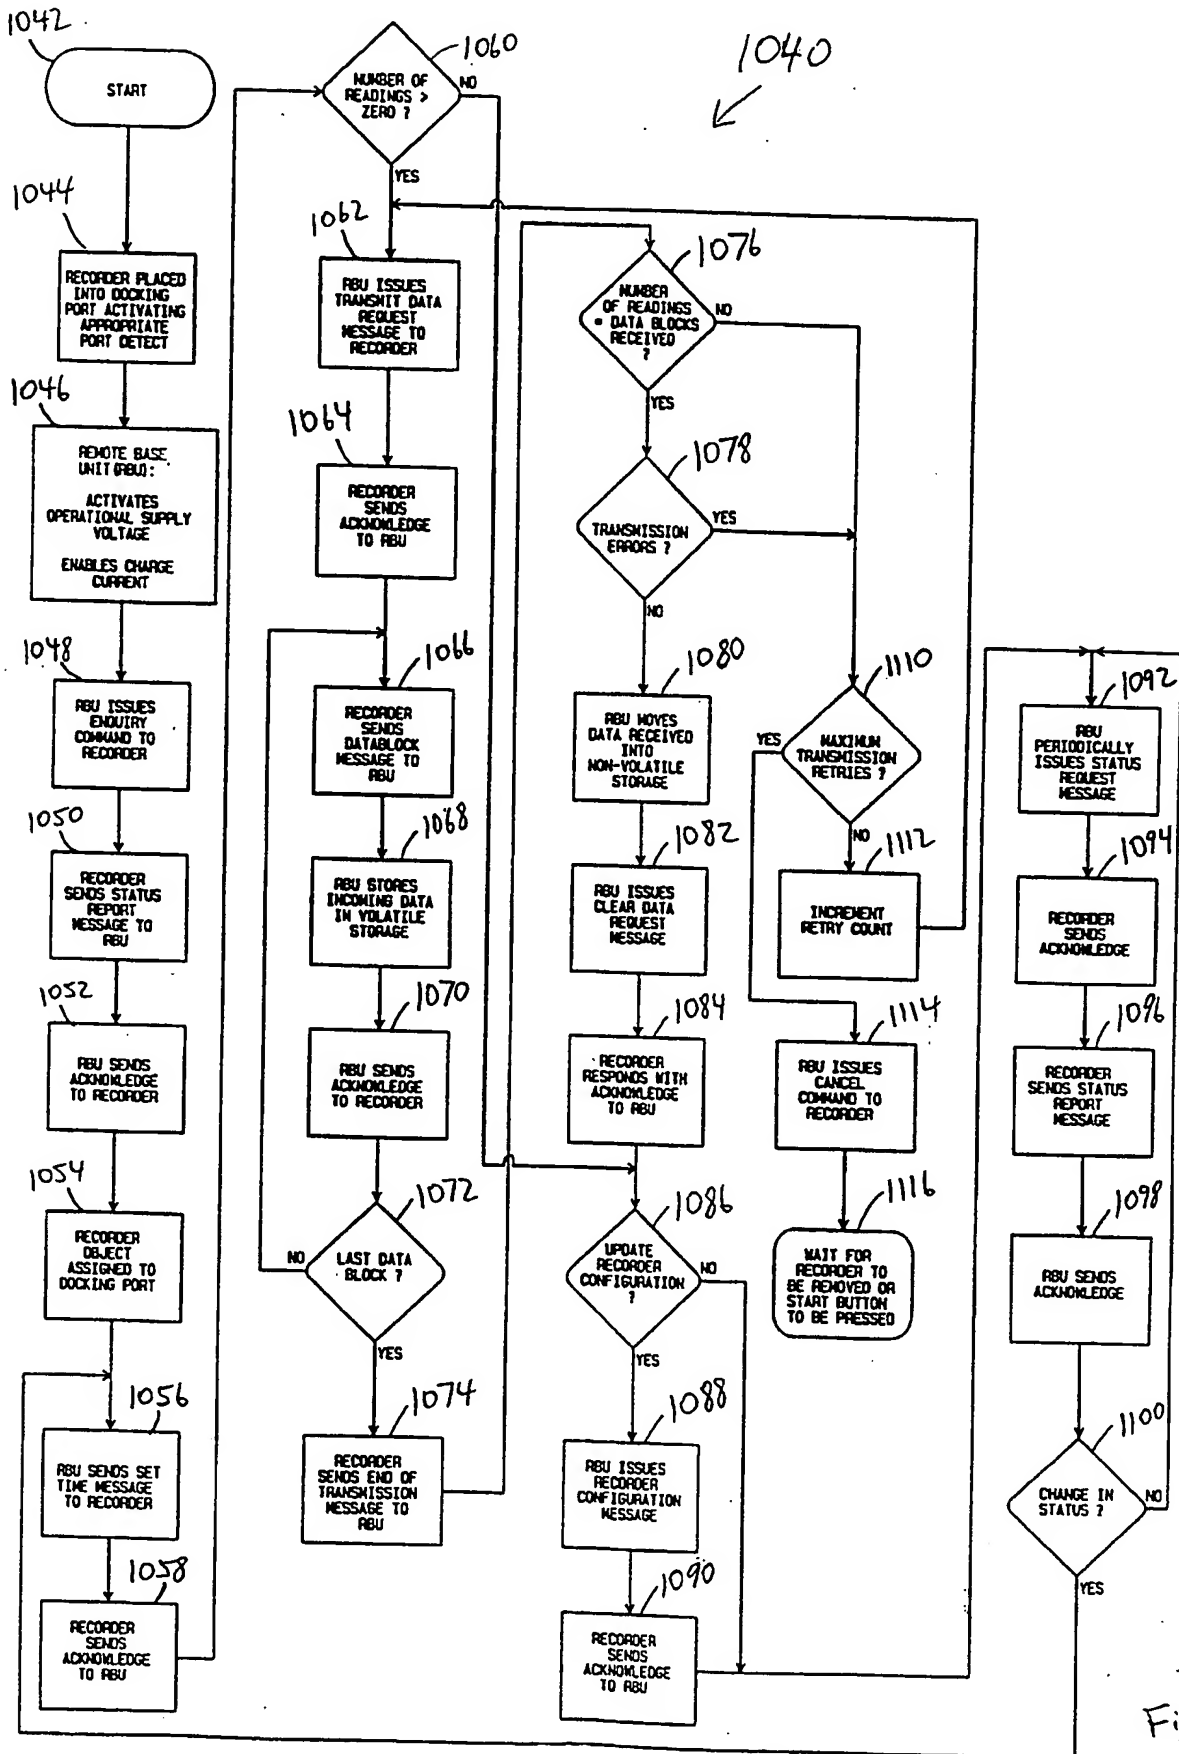 1042
START
1044
RECORDER PLACED
INTO DOCKING
PORT ACTIVATING
APPROPRIATE
PORT DETECT
1046
REMOTE BASE
UNIT(RBU):
ACTIVATES
OPERATIONAL SUPPLY
VOLTAGE
ENABLES CHARGE
CURRENT
1048
RBU ISSUES
ENQUIRY
COMMAND TO
RECORDER
1050
RECORDER
SENDS STATUS
REPORT
MESSAGE TO
RBU
1052
RBU SENDS
ACKNOWLEDGE
TO RECORDER
1054
RECORDER
OBJECT
ASSIGNED TO
DOCKING PORT
1056
RBU SENDS SET
TIME MESSAGE
TO RECORDER
1058
RECORDER
SENDS
ACKNOWLEDGE
TO RBU
1060
NUMBER OF
READINGS >
ZERO ?
NO
YES
1062
RBU ISSUES
TRANSMIT DATA
REQUEST
MESSAGE TO
RECORDER
1064
RECORDER
SENDS
ACKNOWLEDGE
TO RBU
1066
RECORDER
SENDS
DATABLOCK
MESSAGE TO
RBU
1068
RBU STORES
INCOMING DATA
IN VOLATILE
STORAGE
1070
RBU SENDS
ACKNOWLEDGE
TO RECORDER
1072
LAST DATA
BLOCK ?
NO
YES
1074
RECORDER
SENDS END OF
TRANSMISSION
MESSAGE TO
RBU
1040
1076
NUMBER
OF READINGS
= DATA BLOCKS
RECEIVED
?
NO
YES
1078
TRANSMISSION
ERRORS ?
YES
NO
1080
RBU MOVES
DATA RECEIVED
INTO
NON-VOLATILE
STORAGE
1082
RBU ISSUES
CLEAR DATA
REQUEST
MESSAGE
1084
RECORDER
RESPONDS WITH
ACKNOWLEDGE
TO RBU
1086
UPDATE
RECORDER
CONFIGURATION
?
NO
YES
1088
RBU ISSUES
RECORDER
CONFIGURATION
MESSAGE
1090
RECORDER
SENDS
ACKNOWLEDGE
TO RBU
1110
MAXIMUM
TRANSMISSION
RETRIES ?
YES
NO
1112
INCREMENT
RETRY COUNT
1114
RBU ISSUES
CANCEL
COMMAND TO
RECORDER
1116
WAIT FOR
RECORDER TO
BE REMOVED OR
START BUTTON
TO BE PRESSED
1092
RBU
PERIODICALLY
ISSUES STATUS
REQUEST
MESSAGE
1094
RECORDER
SENDS
ACKNOWLEDGE
1096
RECORDER
SENDS STATUS
REPORT
MESSAGE
1098
RBU SENDS
ACKNOWLEDGE
1100
CHANGE IN
STATUS ?
NO
YES